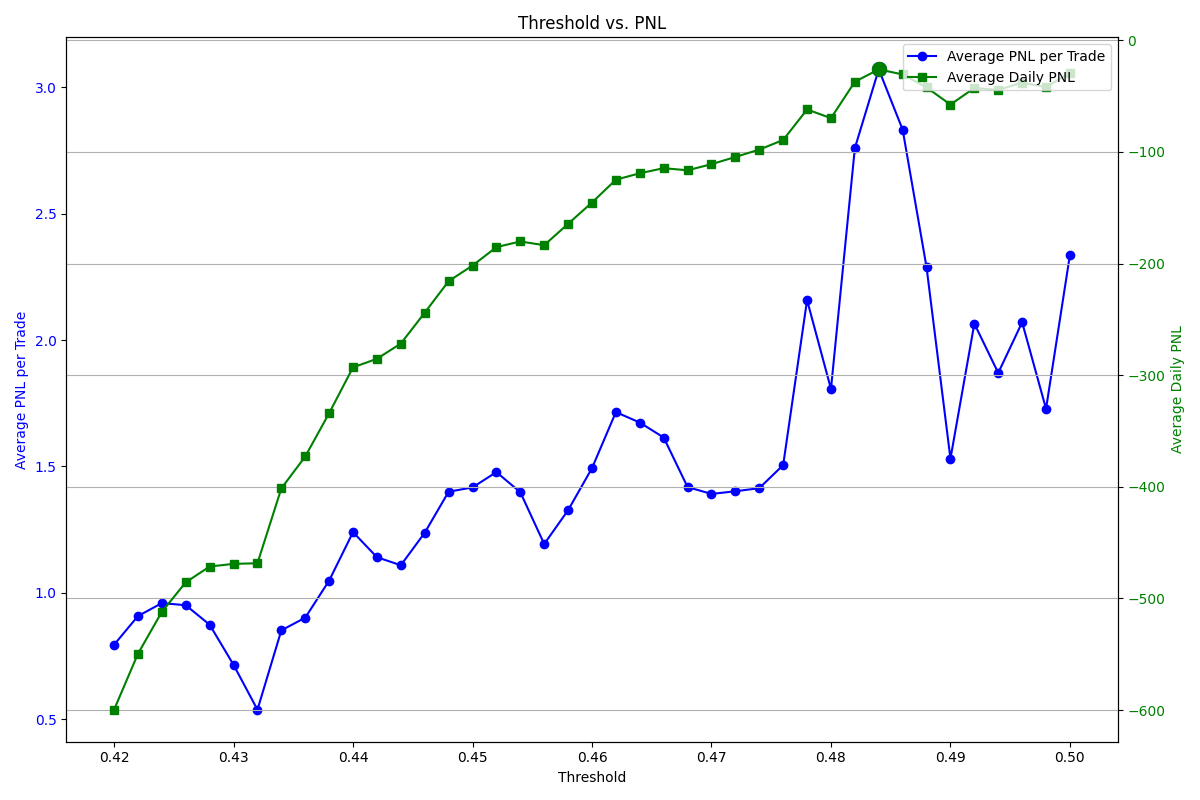 Threshold vs. PNL
Average PNL per Trade
Average Daily PNL
3.0
2.5
2.0
1.5
1.0
0.5
Average PNL per Trade
0
−100
−200
−300
−400
−500
−600
Average Daily PNL
0.42 0.43 0.44 0.45 0.46 0.47 0.48 0.49 0.50
Threshold